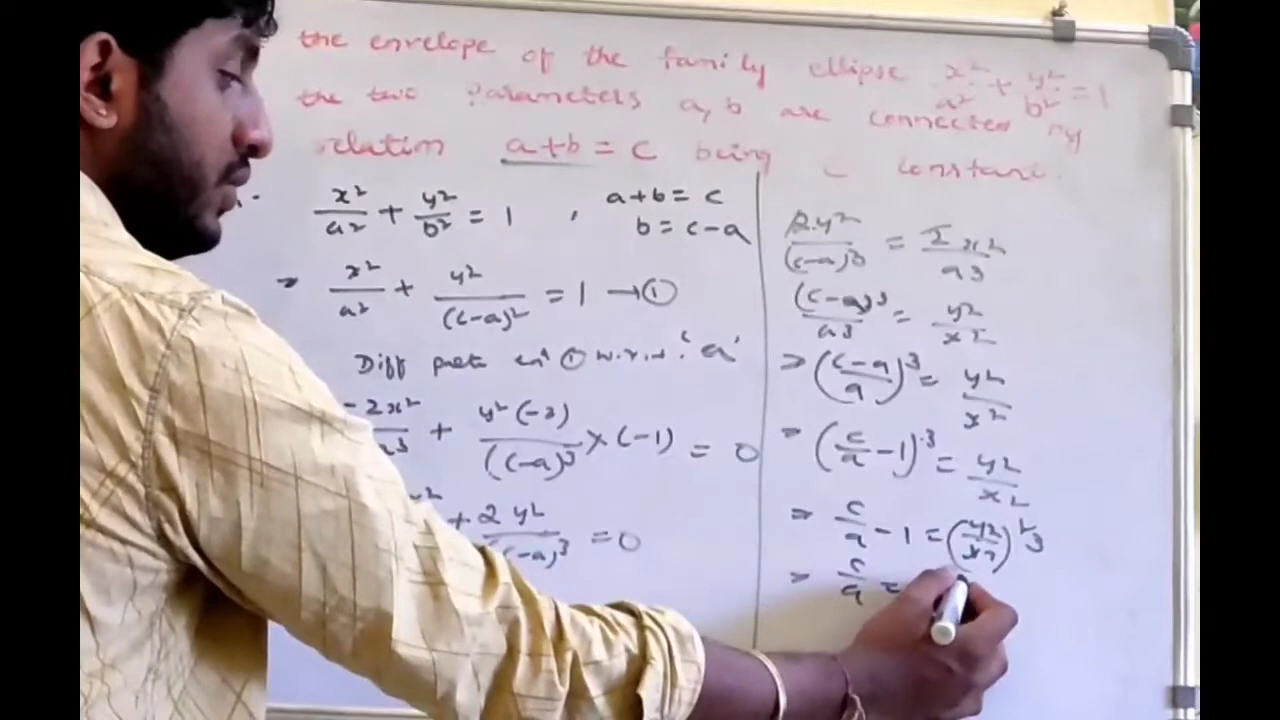 the envelope of the family ellipse x²/a² + y²/b² = 1
the two parameters a, b are connected by
relation a+b = c being c constant.
x²/a² + y²/b² = 1 , a+b = c
b = c-a
x²/a² + y²/(c-a)² = 1 → ①
Diff w.r.t. 'a'
-2x²/a³ + y²(-2)/(c-a)³ × (-1) = 0
+ 2y²/(c-a)³ = 0
2y²/(c-a)³ = 2x²/a³
(c-a)³/a³ = y²/x²
⇒ ((c-a)/a)³ = y²/x²
⇒ (c/a - 1)³ = y²/x²
⇒ c/a - 1 = (y²/x²)^1/3
⇒ c/a =